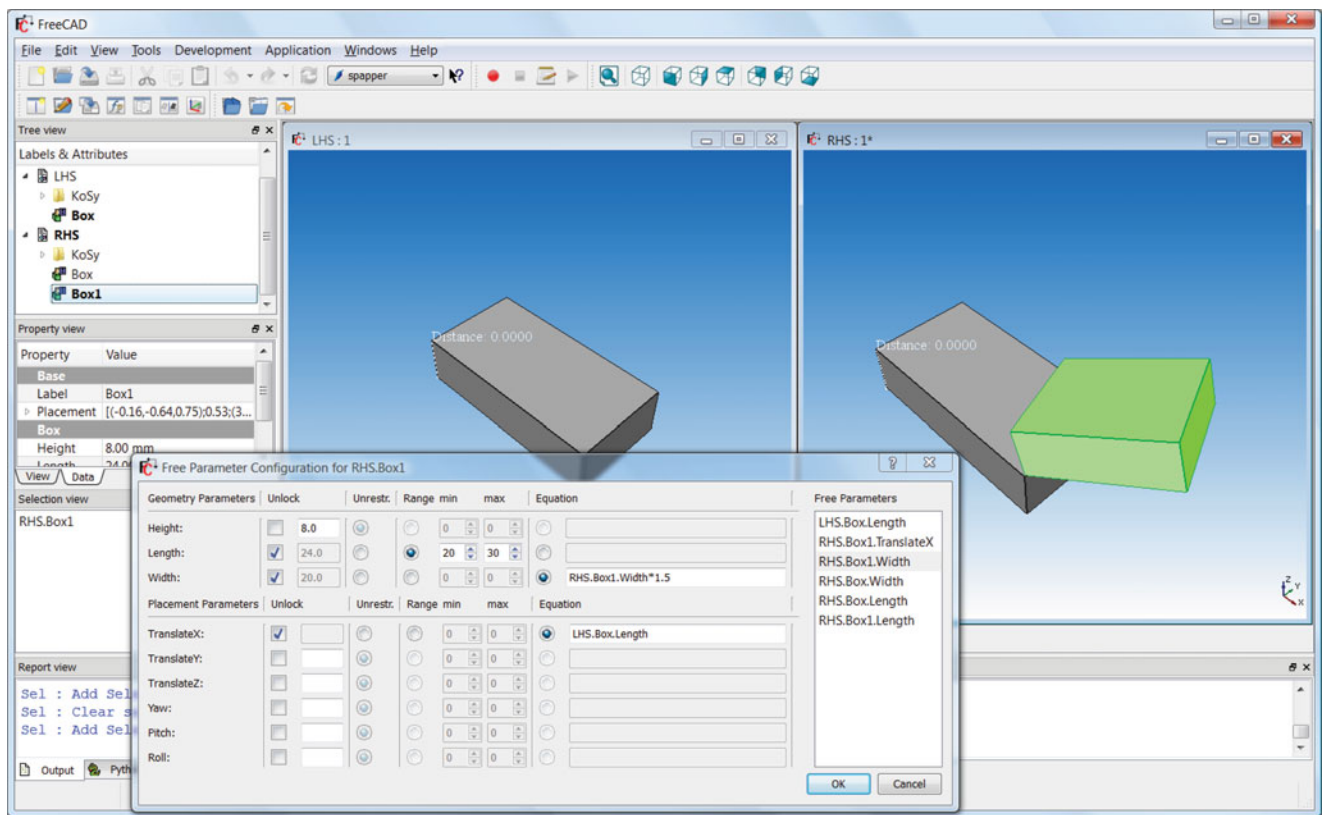 FreeCAD
File Edit View Tools Development Application Windows Help
spapper
Tree view
Labels & Attributes
LHS
KoSy
Box
RHS
KoSy
Box
Box1
Property view
Property Value
Base
Label Box1
Placement [(-0.16,-0.64,0.75);0.53;(3...
Box
Height 8.00 mm
Length 24.0
View Data
Selection view
RHS.Box1
LHS : 1
Distance: 0.0000
RHS : 1*
Distance: 0.0000
Z
Y
X
Free Parameter Configuration for RHS.Box1
Geometry Parameters Unlock Unrestr. Range min max Equation
Height: 8.0 0 0
Length: 24.0 20 30
Width: 20.0 0 0 RHS.Box1.Width*1.5
Placement Parameters Unlock Unrestr. Range min max Equation
TranslateX: 0 0 LHS.Box.Length
TranslateY: 0 0
TranslateZ: 0 0
Yaw: 0 0
Pitch: 0 0
Roll: 0 0
Free Parameters
LHS.Box.Length
RHS.Box1.TranslateX
RHS.Box1.Width
RHS.Box.Width
RHS.Box.Length
RHS.Box1.Length
OK Cancel
Report view
Sel : Add Sel
Sel : Clear s
Sel : Add Sel
Output Pyth